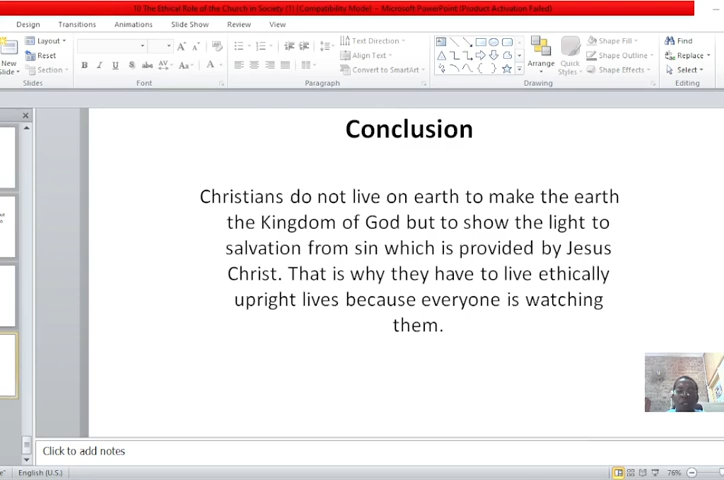 18 The Ethical Role of the Church in Society (T) [Compatibility Mode] - Microsoft PowerPoint (Product Activation Failed)
Design Transitions Animations Slide Show Review View
Layout
Reset
New
Slide
Section
Slides
B I U S abc AV Aa A
Font
Text Direction
Align Text
Convert to SmartArt
Paragraph
Arrange
Quick
Styles
Shape Fill
Shape Outline
Shape Effects
Drawing
Find
Replace
Select
Editing
Conclusion
Christians do not live on earth to make the earth
the Kingdom of God but to show the light to
salvation from sin which is provided by Jesus
Christ. That is why they have to live ethically
upright lives because everyone is watching
them.
Click to add notes
English (U.S.)
76%